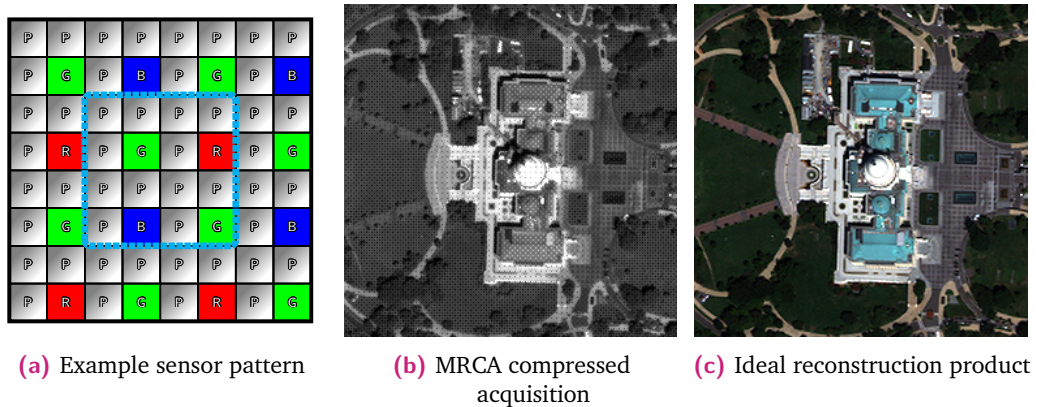 P P P P P P P P
P G P B P G P B
P P P P P P P P
P R P G P R P G
P P P P P P P P
P G P B P G P B
P P P P P P P P
P R P G P R P G
(a) Example sensor pattern
(b) MRCA compressed
acquisition
(c) Ideal reconstruction product